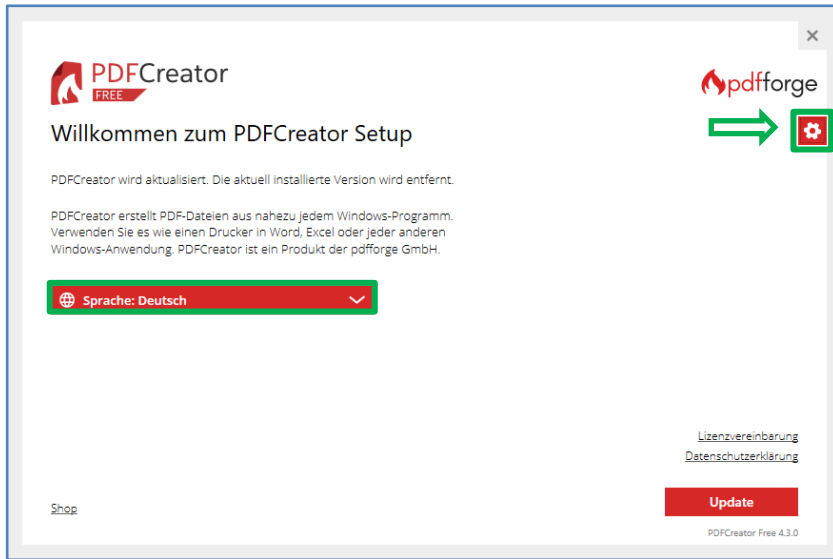 PDFCreator
FREE
pdfforge
Willkommen zum PDFCreator Setup
PDFCreator wird aktualisiert. Die aktuell installierte Version wird entfernt.
PDFCreator erstellt PDF-Dateien aus nahezu jedem Windows-Programm.
Verwenden Sie es wie einen Drucker in Word, Excel oder jeder anderen
Windows-Anwendung. PDFCreator ist ein Produkt der pdfforge GmbH.
Sprache: Deutsch
Lizenzvereinbarung
Datenschutzerklärung
Shop
Update
PDFCreator Free 4.3.0